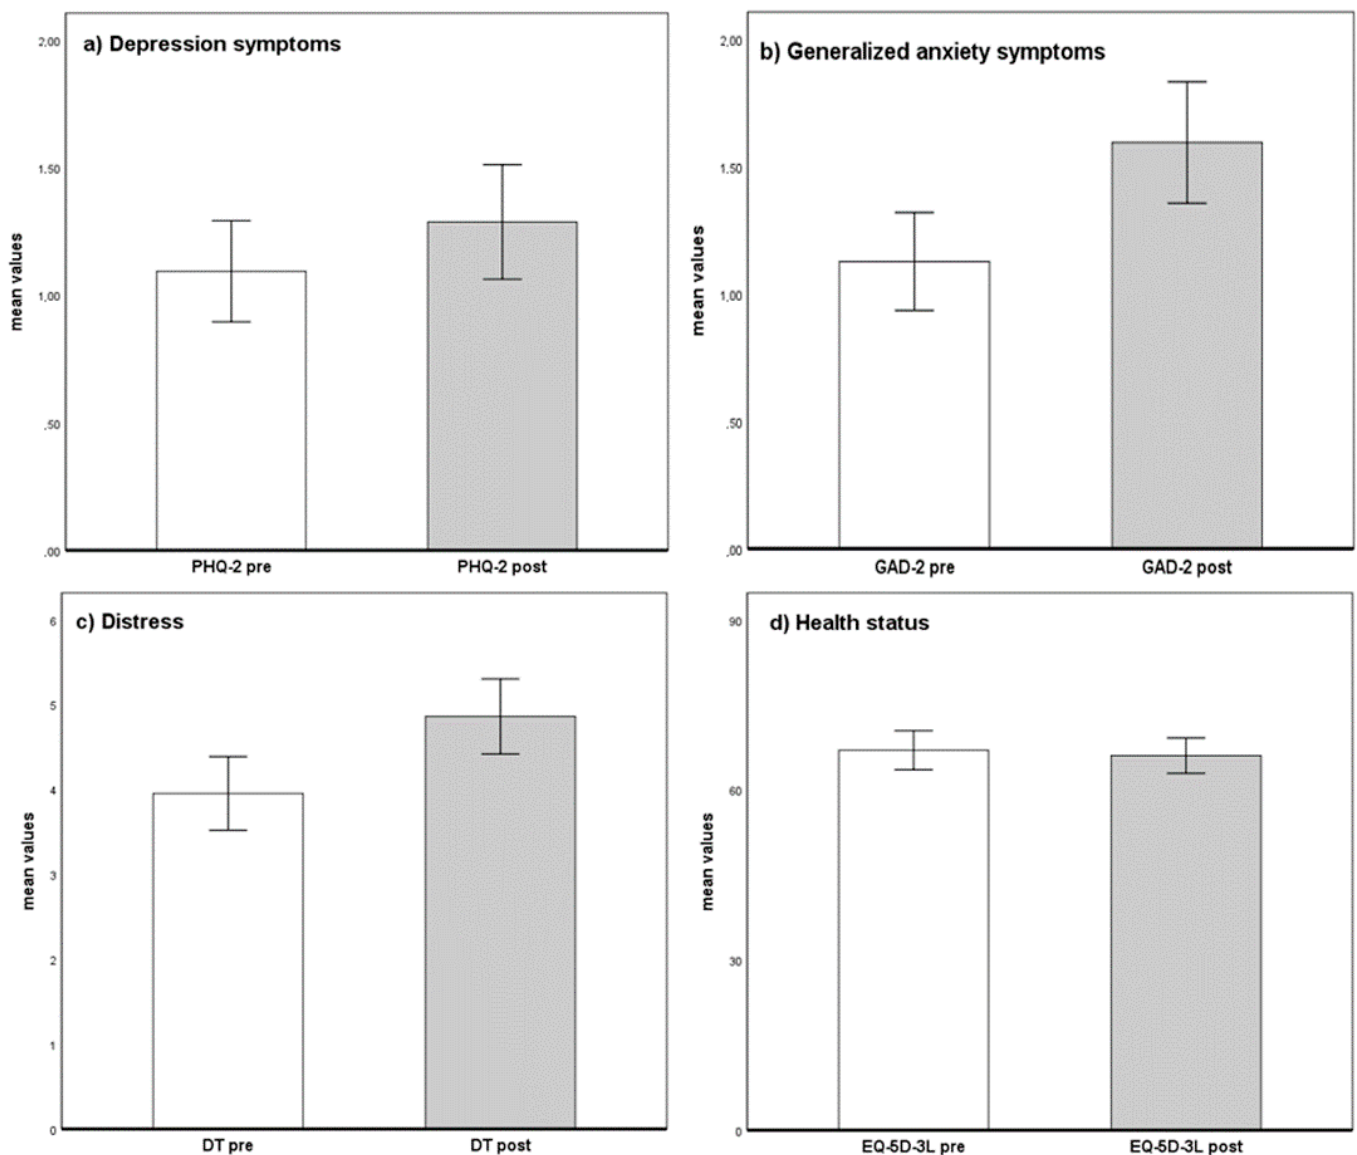 a) Depression symptoms
2,00
1,50
1,00
,50
,00
mean values
PHQ-2 pre
PHQ-2 post
b) Generalized anxiety symptoms
2,00
1,50
1,00
,50
,00
mean values
GAD-2 pre
GAD-2 post
c) Distress
6
5
4
3
2
1
0
mean values
DT pre
DT post
d) Health status
90
60
30
0
mean values
EQ-5D-3L pre
EQ-5D-3L post